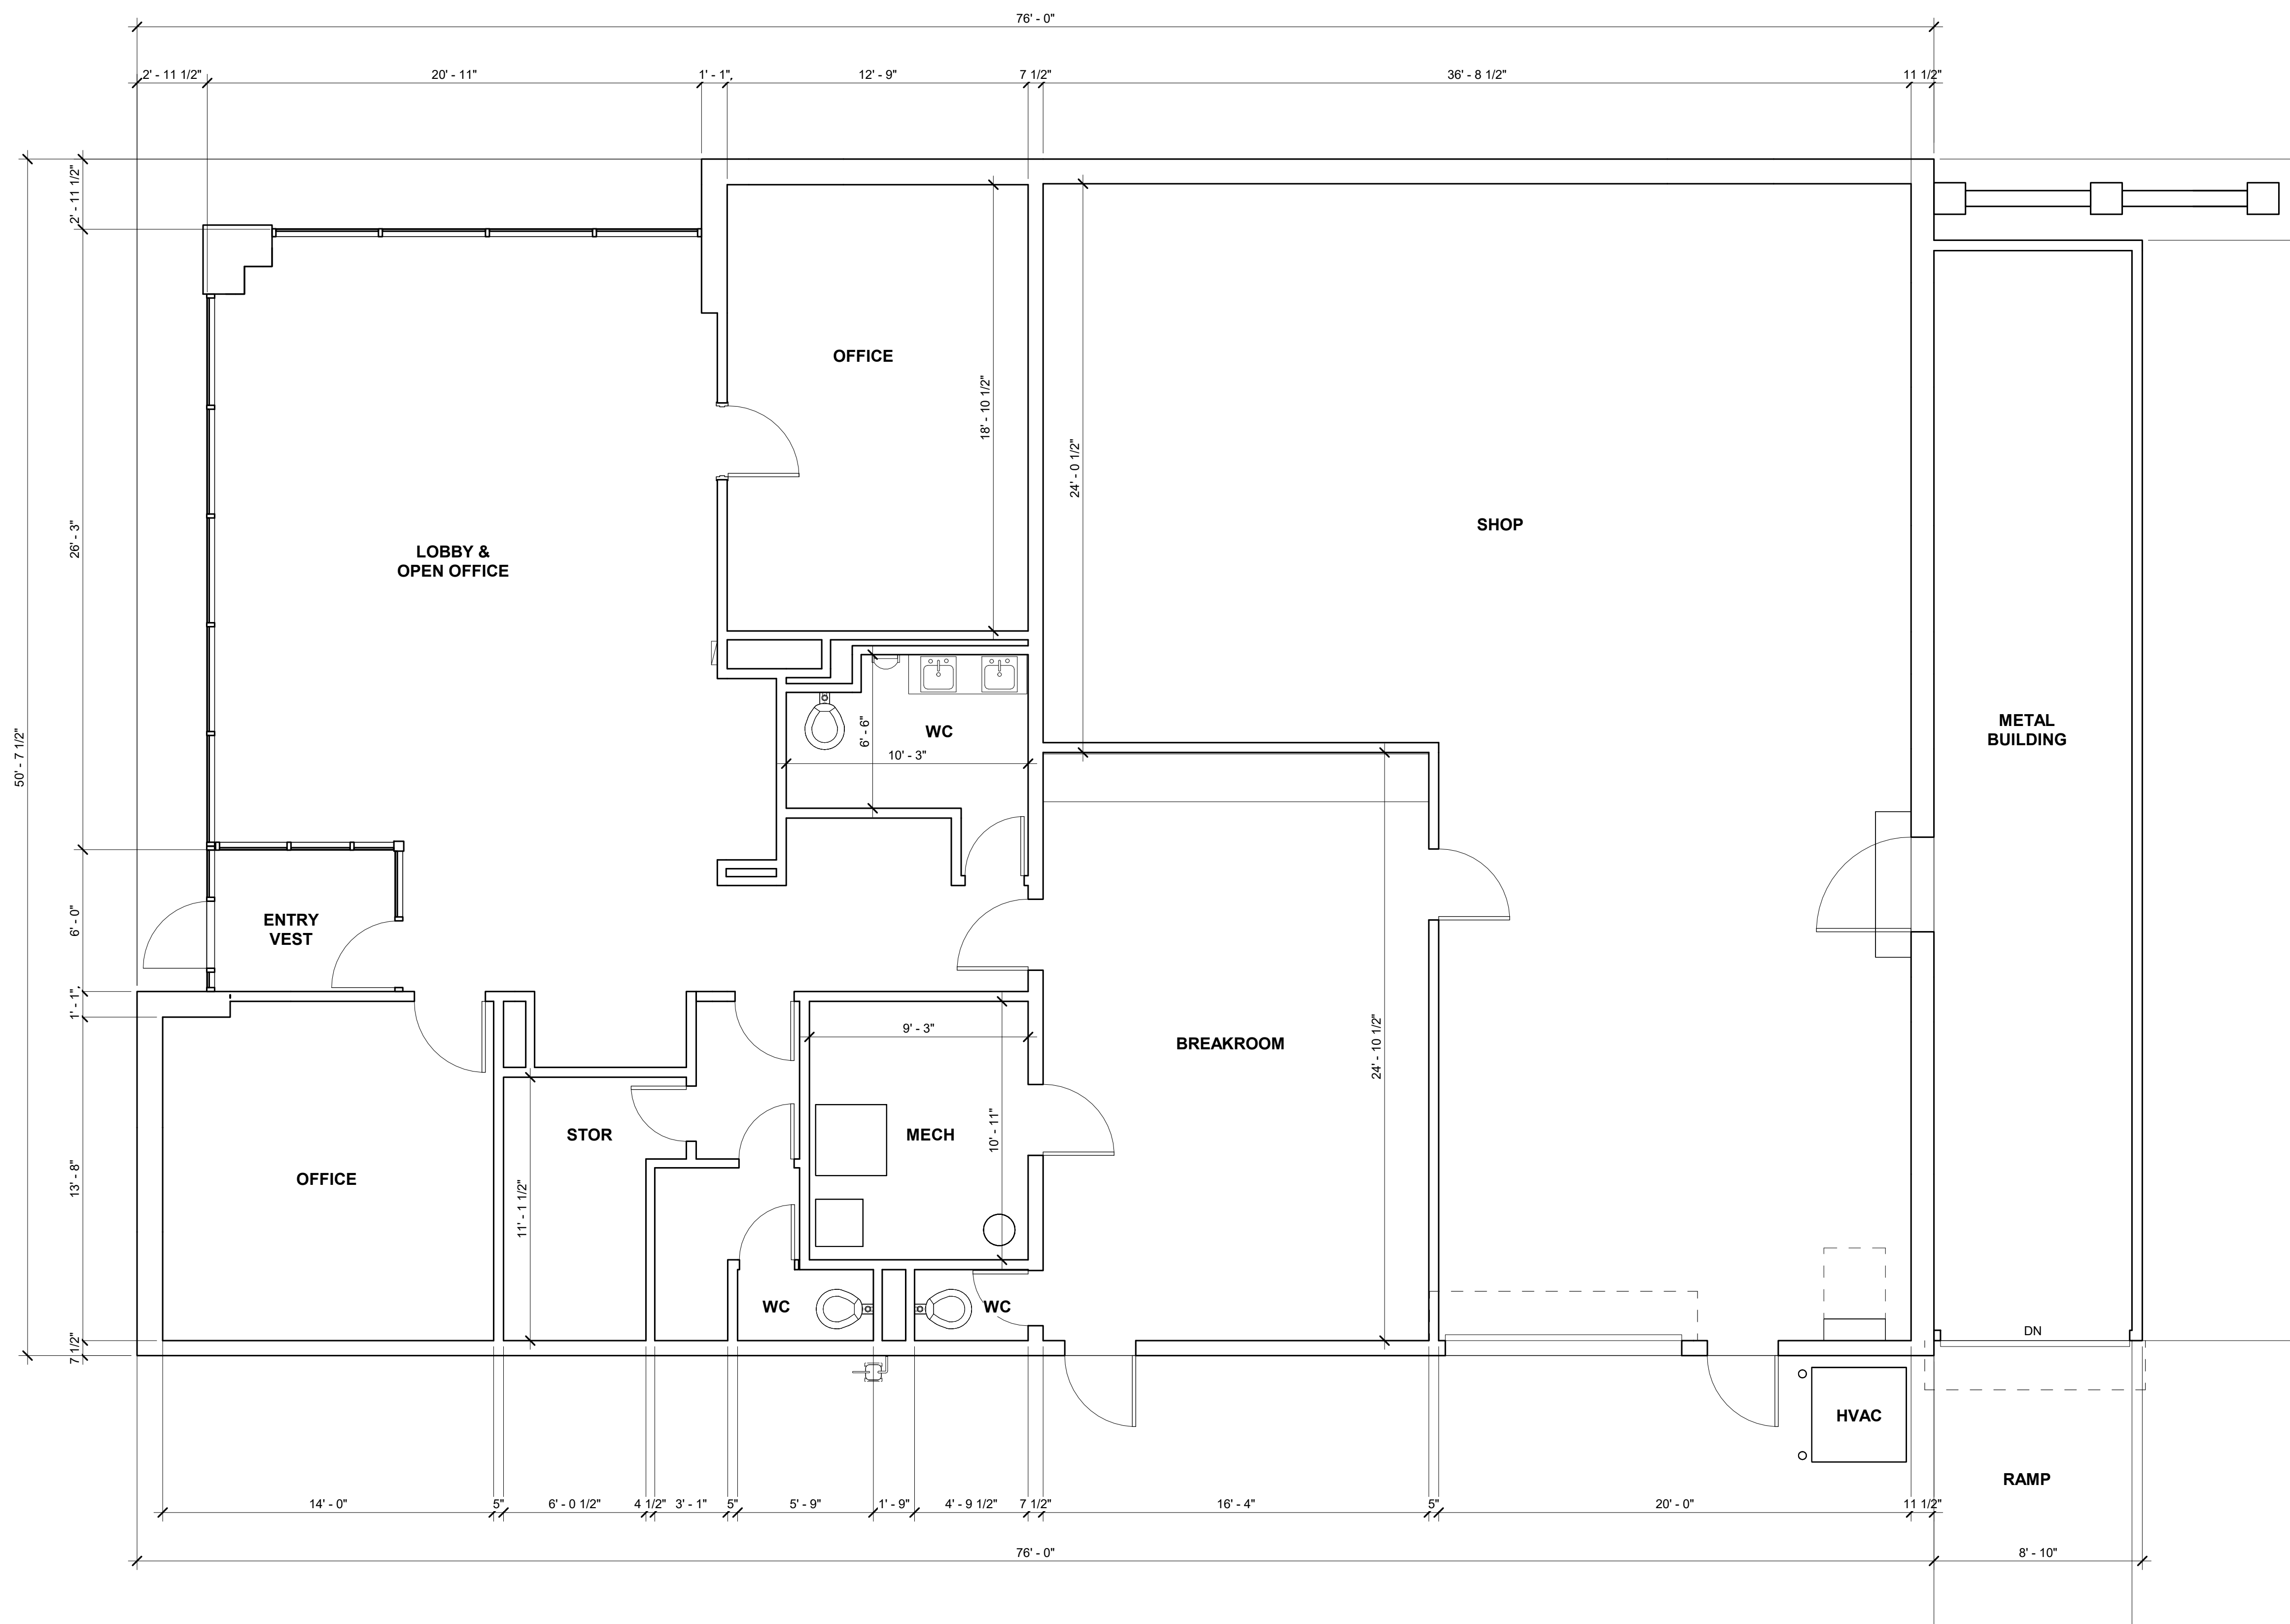 76' - 0"
2' - 11 1/2"
20' - 11"
1' - 1"
12' - 9"
7 1/2"
36' - 8 1/2"
11 1/2"
2' - 11 1/2"
26' - 3"
50' - 7 1/2"
6' - 0"
1' - 1"
13' - 8"
7 1/2"
OFFICE
18' - 10 1/2"
24' - 0 1/2"
SHOP
LOBBY &
OPEN OFFICE
METAL
BUILDING
WC
6' - 6"
10' - 3"
ENTRY
VEST
9' - 3"
BREAKROOM
24' - 10 1/2"
STOR
MECH
10' - 11"
OFFICE
11' - 1 1/2"
WC
WC
DN
HVAC
RAMP
14' - 0"
5"
6' - 0 1/2"
4 1/2"
3' - 1"
5"
5' - 9"
1' - 9"
4' - 9 1/2"
7 1/2"
16' - 4"
5"
20' - 0"
11 1/2"
76' - 0"
8' - 10"